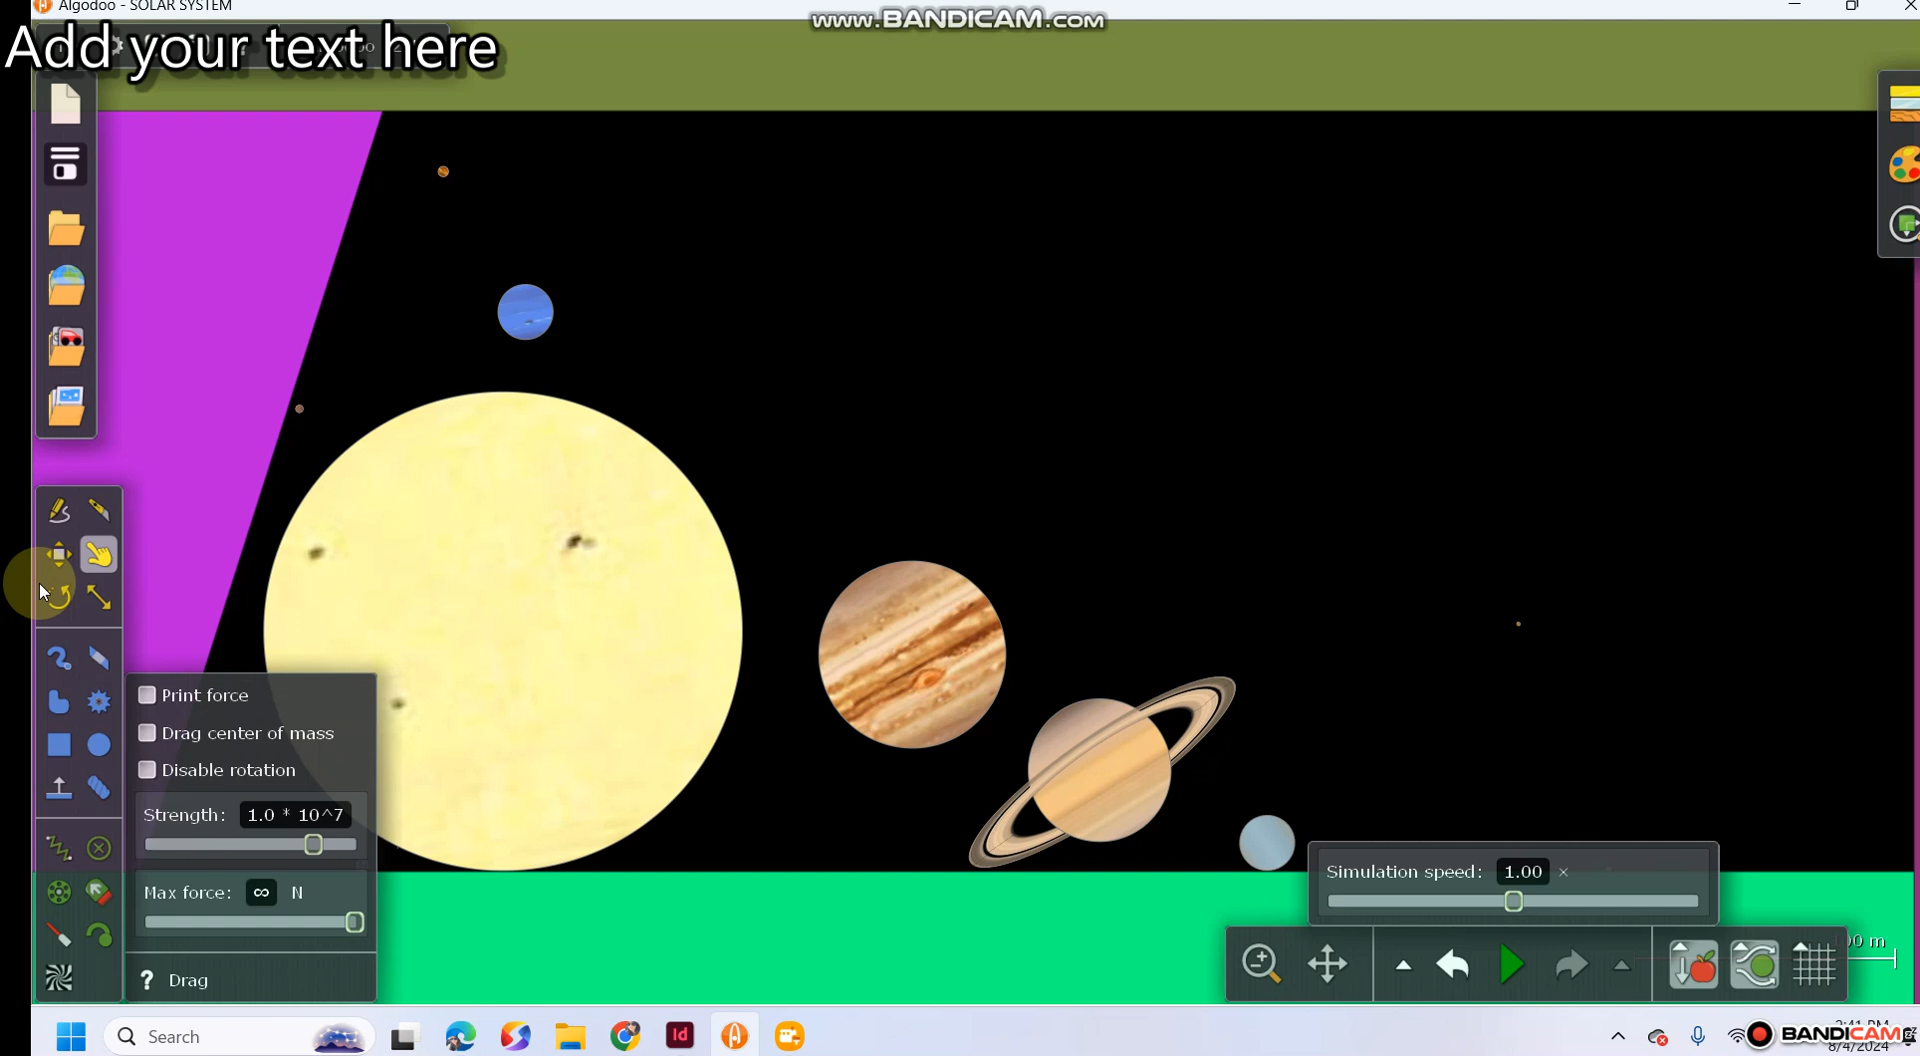 Algodoo - SOLAR SYSTEM
www.BANDICAM.com
Add your text here
Print force
Drag center of mass
Disable rotation
Strength: 1.0 * 10^7
Max force: ∞ N
? Drag
Simulation speed: 1.00 ×
Search
Id
8/4/2024
BANDICAM